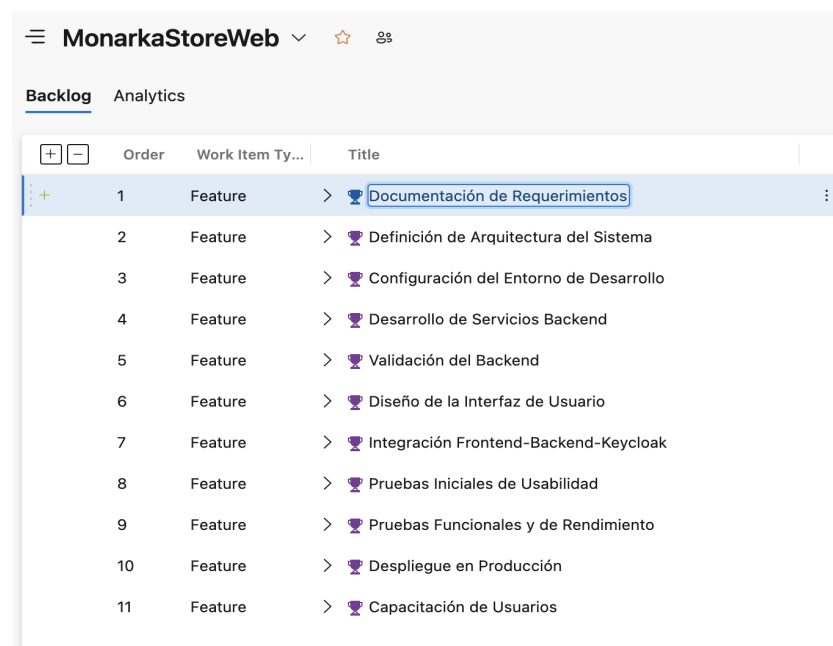 MonarkaStoreWeb
Backlog Analytics
Order Work Item Ty... Title
1 Feature Documentación de Requerimientos
2 Feature Definición de Arquitectura del Sistema
3 Feature Configuración del Entorno de Desarrollo
4 Feature Desarrollo de Servicios Backend
5 Feature Validación del Backend
6 Feature Diseño de la Interfaz de Usuario
7 Feature Integración Frontend-Backend-Keycloak
8 Feature Pruebas Iniciales de Usabilidad
9 Feature Pruebas Funcionales y de Rendimiento
10 Feature Despliegue en Producción
11 Feature Capacitación de Usuarios